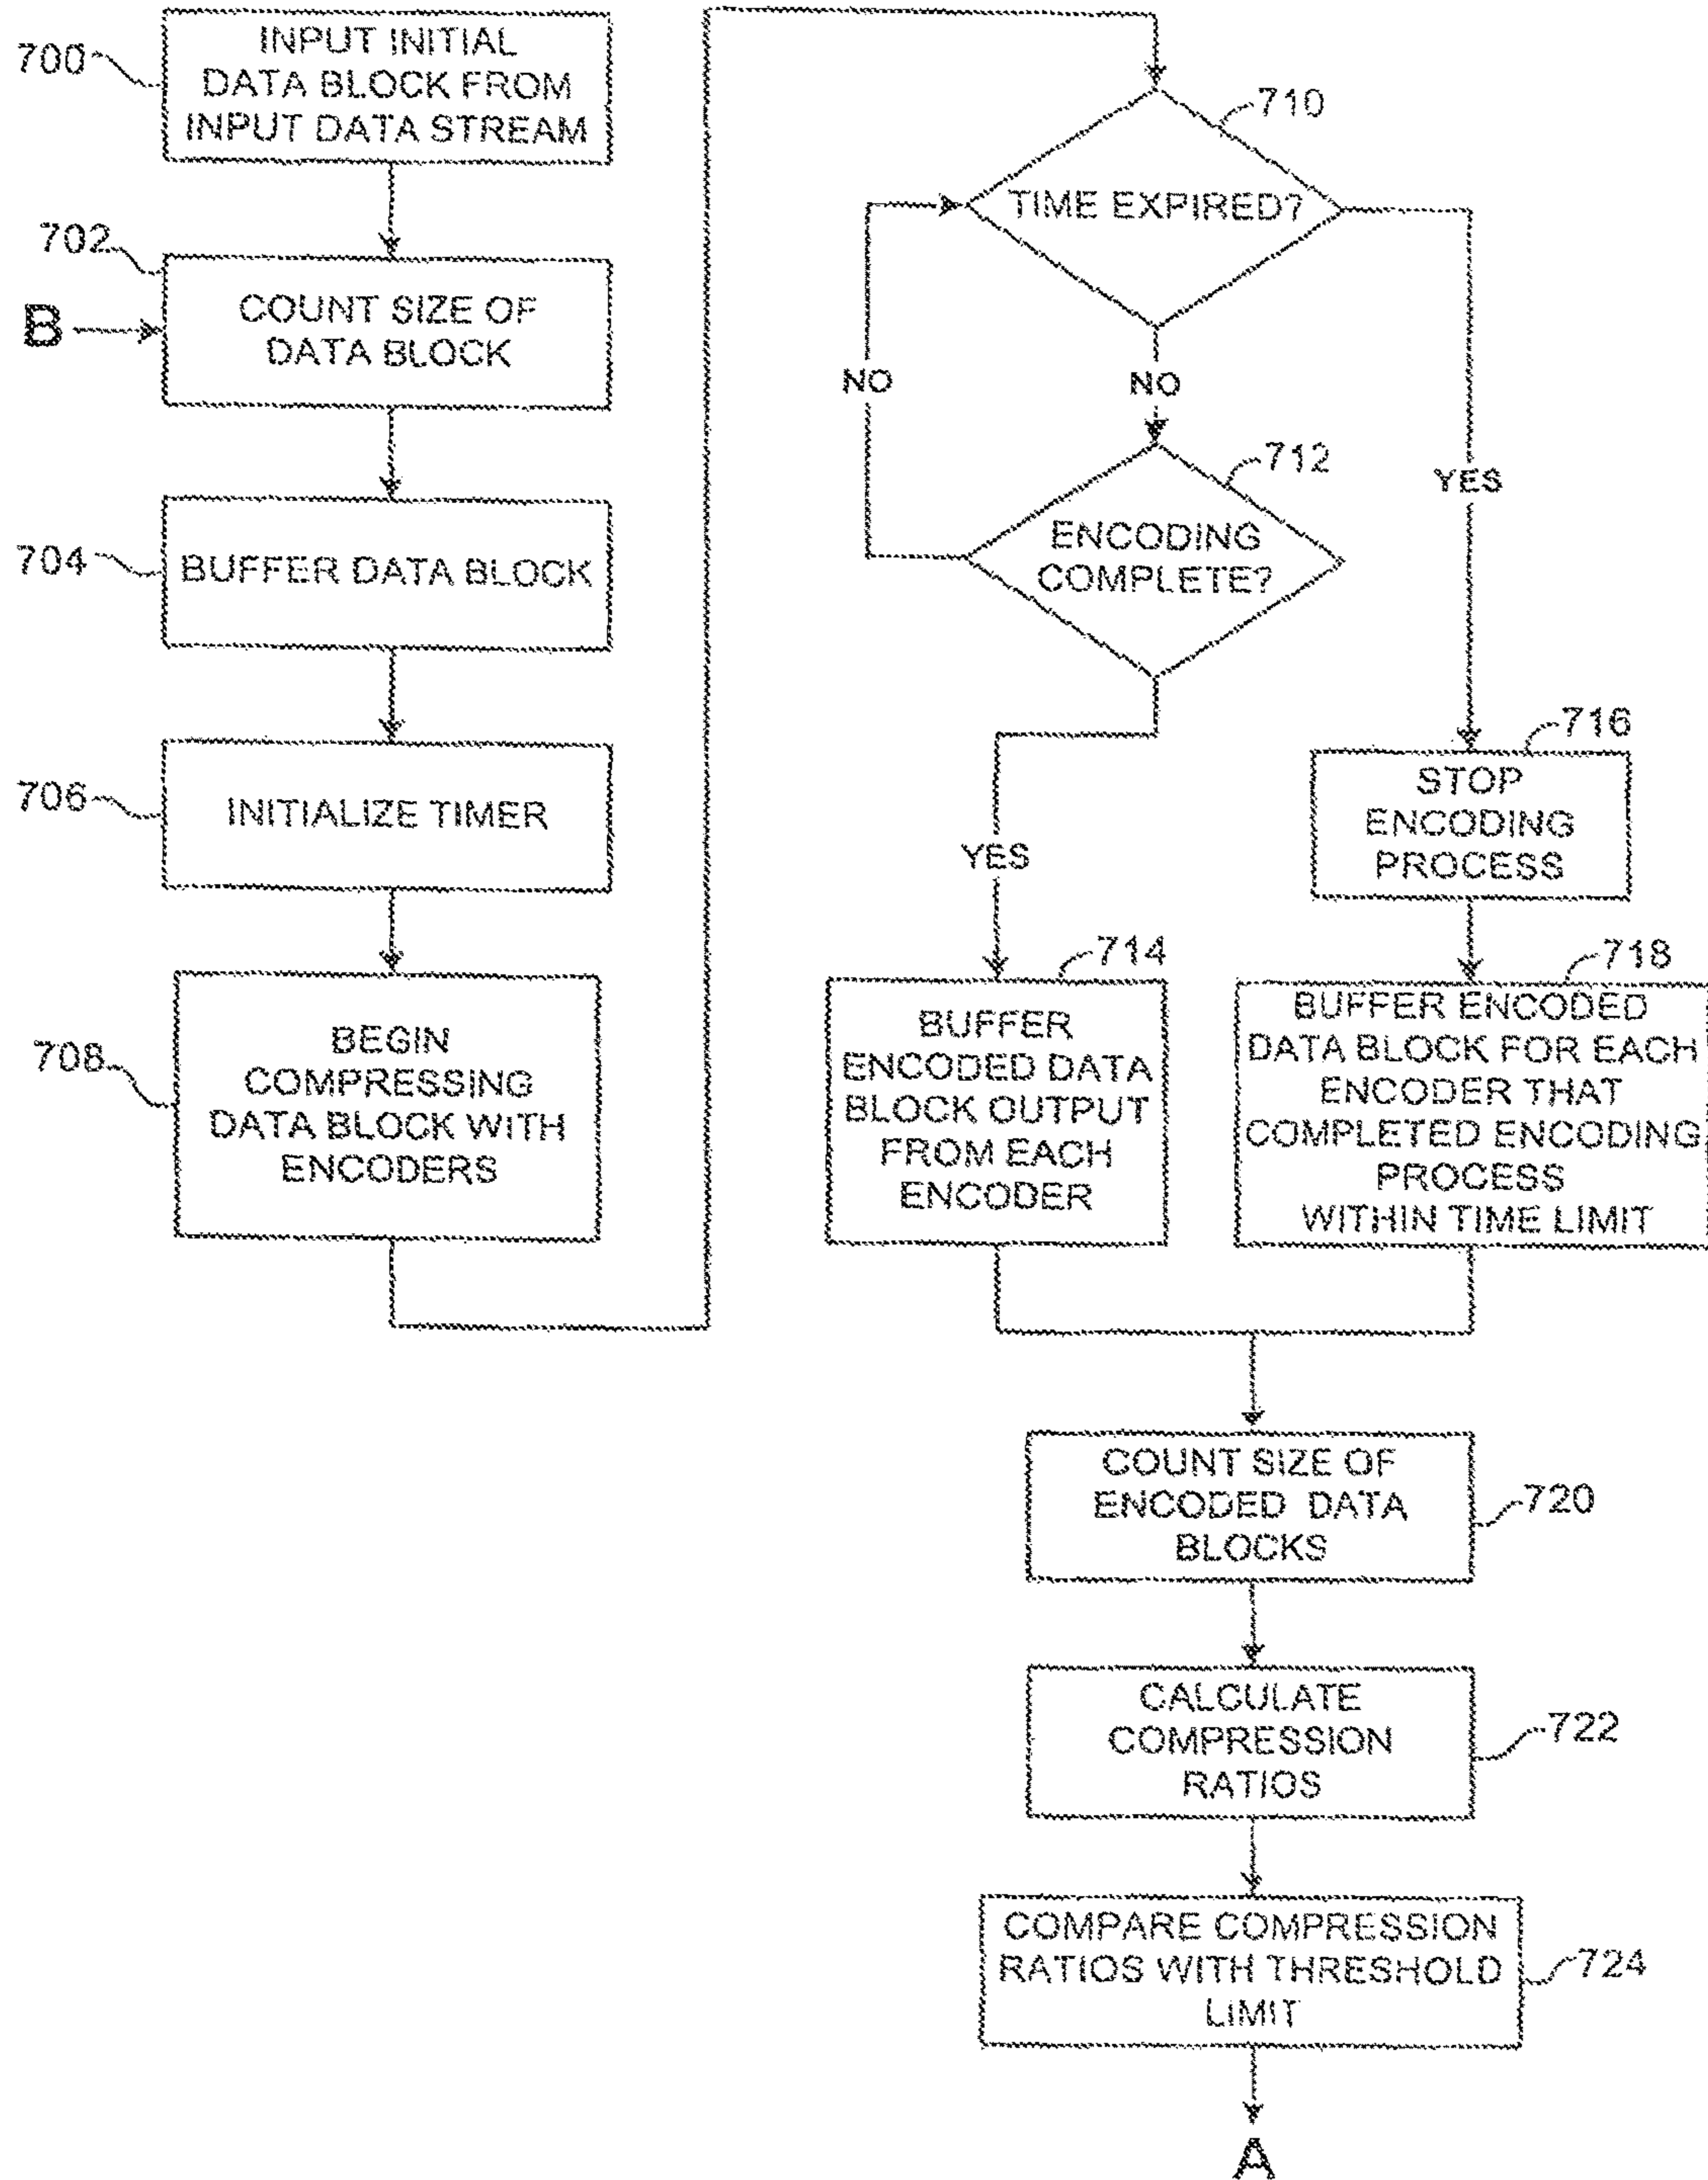 700
INPUT INITIAL
DATA BLOCK FROM
INPUT DATA STREAM
702
B
COUNT SIZE OF
DATA BLOCK
704
BUFFER DATA BLOCK
706
INITIALIZE TIMER
708
BEGIN
COMPRESSING
DATA BLOCK WITH
ENCODERS
710
TIME EXPIRED?
NO
NO
YES
712
ENCODING
COMPLETE?
YES
716
STOP
ENCODING
PROCESS
714
BUFFER
ENCODED DATA
BLOCK OUTPUT
FROM EACH
ENCODER
718
BUFFER ENCODED
DATA BLOCK FOR EACH
ENCODER THAT
COMPLETED ENCODING
PROCESS
WITHIN TIME LIMIT
COUNT SIZE OF
ENCODED DATA
BLOCKS
720
CALCULATE
COMPRESSION
RATIOS
722
COMPARE COMPRESSION
RATIOS WITH THRESHOLD
LIMIT
724
A